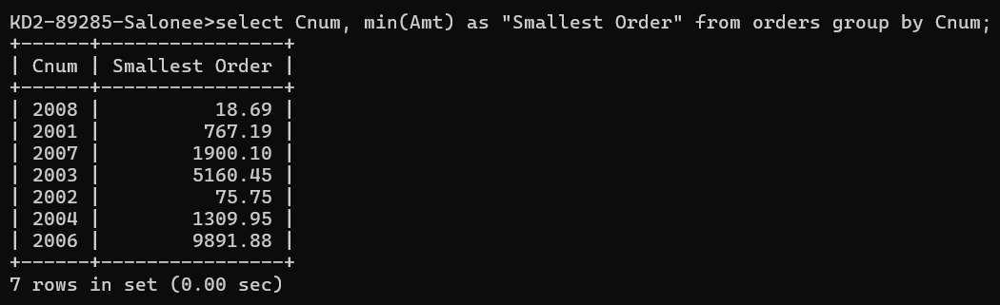 KD2-89285-Salonee>select Cnum, min(Amt) as "Smallest Order" from orders group by Cnum;
+------+----------------+
| Cnum | Smallest Order |
+------+----------------+
| 2008 |          18.69 |
| 2001 |         767.19 |
| 2007 |        1900.10 |
| 2003 |        5160.45 |
| 2002 |          75.75 |
| 2004 |        1309.95 |
| 2006 |        9891.88 |
+------+----------------+
7 rows in set (0.00 sec)